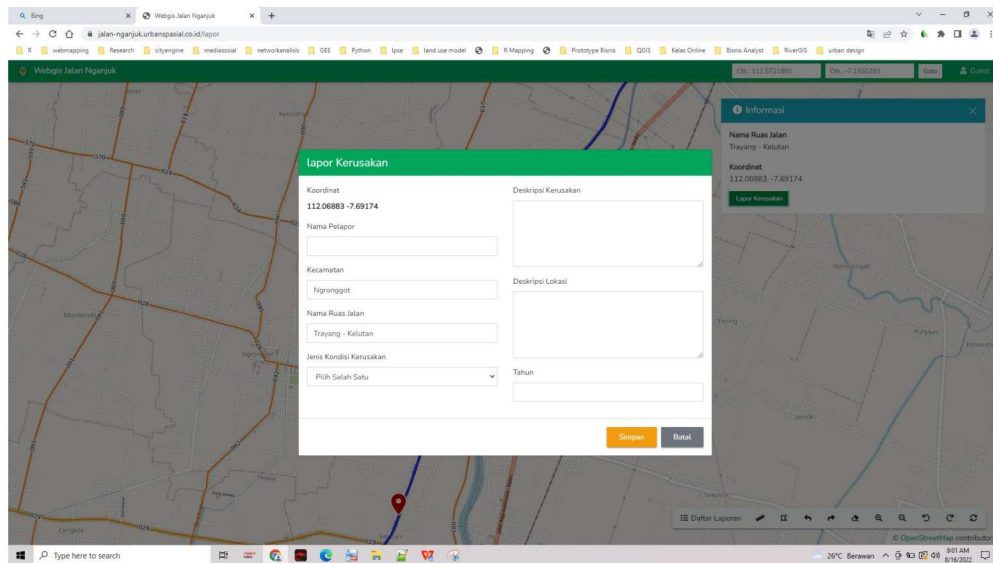 Bing
Webgis Jalan Nganjuk
jalan-nganjuk.urbanspasial.co.id/lapor
R
webmapping
Research
cityengine
mediasosial
networkanalisis
GEE
Python
Ipse
land use model
R Mapping
Prototype Bisnis
QGIS
Kelas Online
Bisnis Analyst
RiverGIS
urban design
Webgis Jalan Nganjuk
Cth.: 112.5721881
Cth.:-7.1550281
Goto
Guest
Informasi
Nama Ruas Jalan
Trayang - Kelutan
Koordinat
112.06883, -7.69174
Lapor Kerusakan
lapor Kerusakan
Koordinat
112.06883 -7.69174
Nama Pelapor
Kecamatan
Ngronggot
Nama Ruas Jalan
Trayang - Kelutan
Jenis Kondisi Kerusakan
Pilih Salah Satu
Deskripsi Kerusakan
Deskripsi Lokasi
Tahun
Simpan
Batal
Daftar Laporan
© OpenStreetMap contributor
Type here to search
26°C Berawan
8:01 AM
8/16/2022